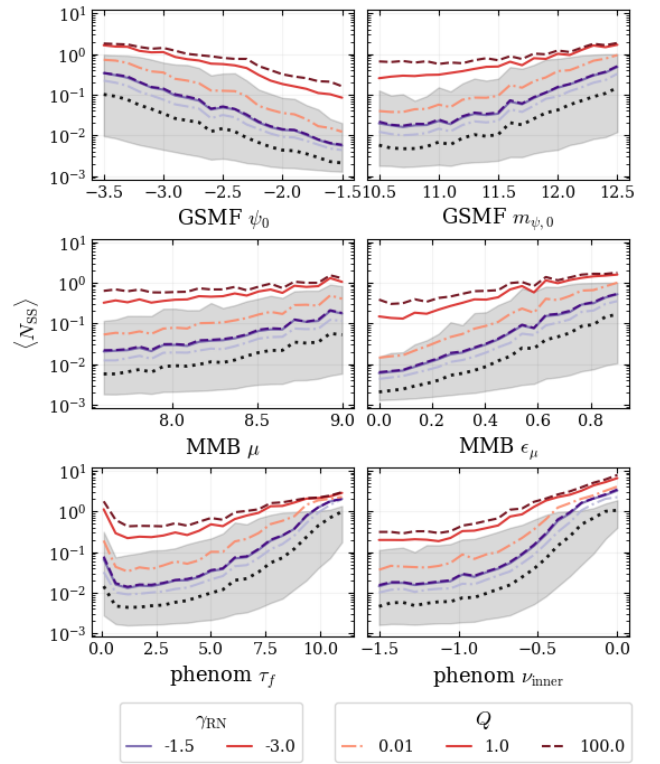 10¹
10⁰
10⁻¹
10⁻²
10⁻³
−3.5 −3.0 −2.5 −2.0 −1.5
10.5 11.0 11.5 12.0 12.5
GSMF ψ₀
GSMF m_ψ,0
10¹
10⁰
10⁻¹
10⁻²
10⁻³
⟨N_SS⟩
8.0 8.5 9.0
0.0 0.2 0.4 0.6 0.8
MMB μ
MMB ϵ_μ
10¹
10⁰
10⁻¹
10⁻²
10⁻³
0.0 2.5 5.0 7.5 10.0
−1.5 −1.0 −0.5 0.0
phenom τ_f
phenom ν_inner
γ_RN
-1.5 -3.0
Q
0.01 1.0 100.0